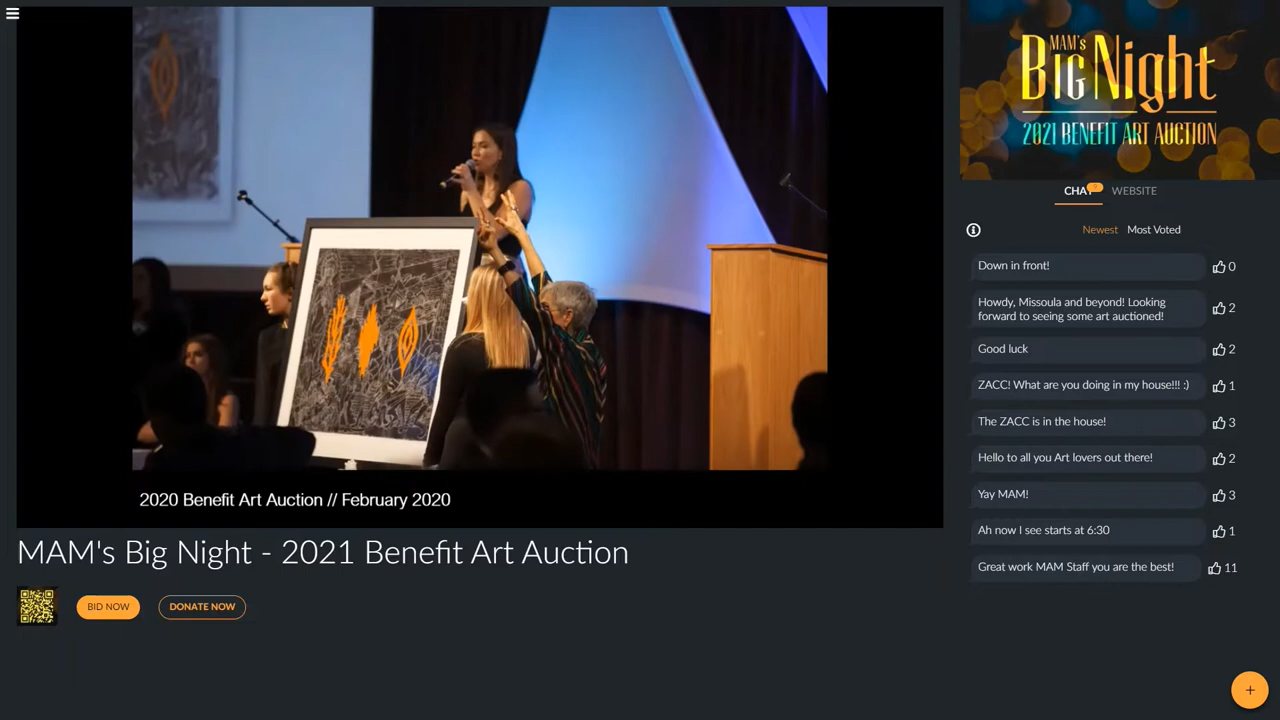 2020 Benefit Art Auction // February 2020
MAM's Big Night - 2021 Benefit Art Auction
BID NOW
DONATE NOW
MAM's
Big Night
2021 BENEFIT ART AUCTION
CHAT
9
WEBSITE
Newest
Most Voted
Down in front!
0
Howdy, Missoula and beyond! Looking
forward to seeing some art auctioned!
2
Good luck
2
ZACC! What are you doing in my house!!! :)
1
The ZACC is in the house!
3
Hello to all you Art lovers out there!
2
Yay MAM!
3
Ah now I see starts at 6:30
1
Great work MAM Staff you are the best!
11